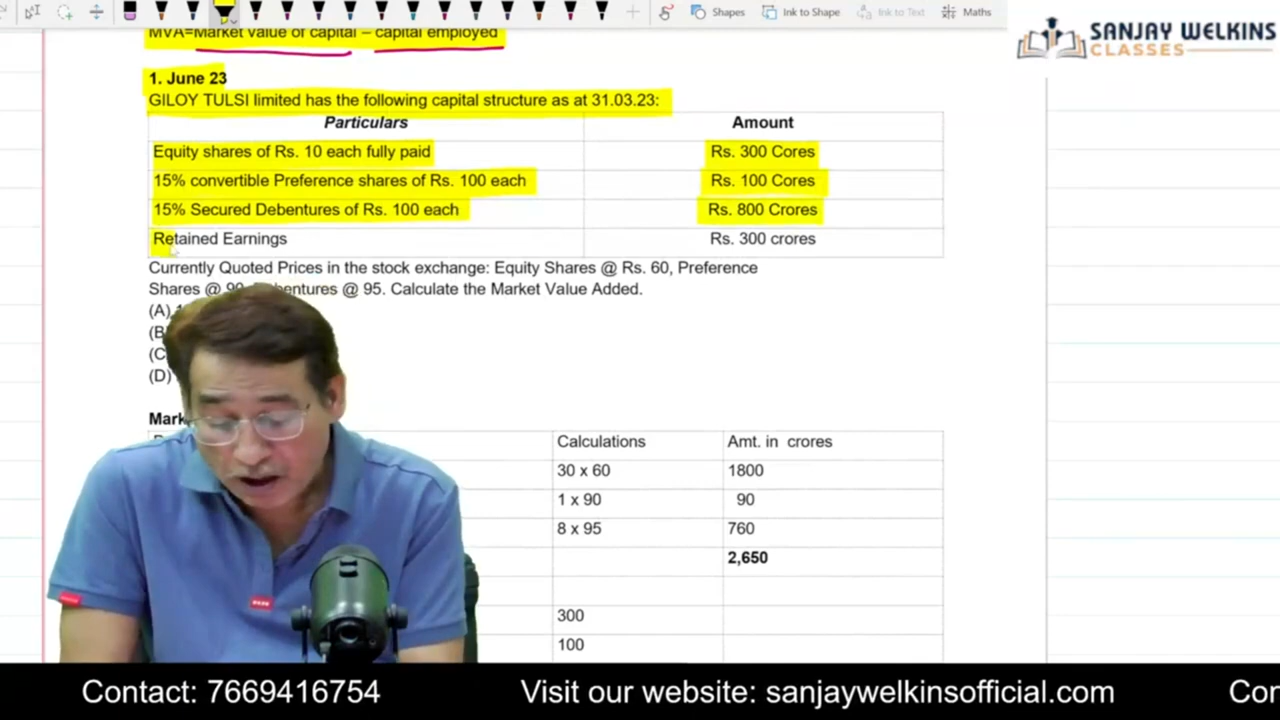 Shapes Ink to Shape Ink to Text Maths
SANJAY WELKINS
CLASSES
MVA=Market value of capital – capital employed
1. June 23
GILOY TULSI limited has the following capital structure as at 31.03.23:
Particulars Amount
Equity shares of Rs. 10 each fully paid Rs. 300 Cores
15% convertible Preference shares of Rs. 100 each Rs. 100 Cores
15% Secured Debentures of Rs. 100 each Rs. 800 Crores
Retained Earnings Rs. 300 crores
Currently Quoted Prices in the stock exchange: Equity Shares @ Rs. 60, Preference
Shares @ 90, Debentures @ 95. Calculate the Market Value Added.
(A)
(B)
(C
(D)
Mark
Calculations Amt. in crores
30 x 60 1800
1 x 90 90
8 x 95 760
2,650
300
100
Contact: 7669416754 Visit our website: sanjaywelkinsofficial.com Cor